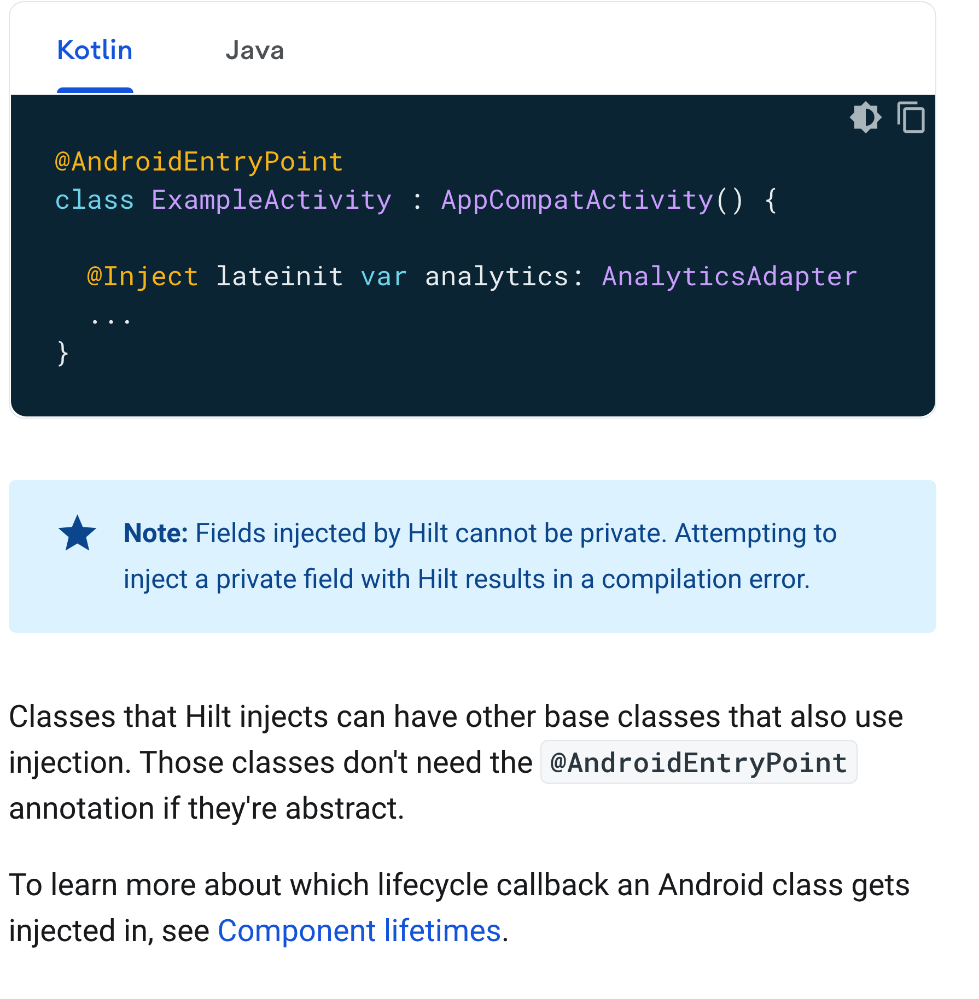 Kotlin Java
@AndroidEntryPoint
class ExampleActivity : AppCompatActivity() {
@Inject lateinit var analytics: AnalyticsAdapter
...
}
Note: Fields injected by Hilt cannot be private. Attempting to
inject a private field with Hilt results in a compilation error.
Classes that Hilt injects can have other base classes that also use
injection. Those classes don't need the @AndroidEntryPoint
annotation if they're abstract.
To learn more about which lifecycle callback an Android class gets
injected in, see Component lifetimes.